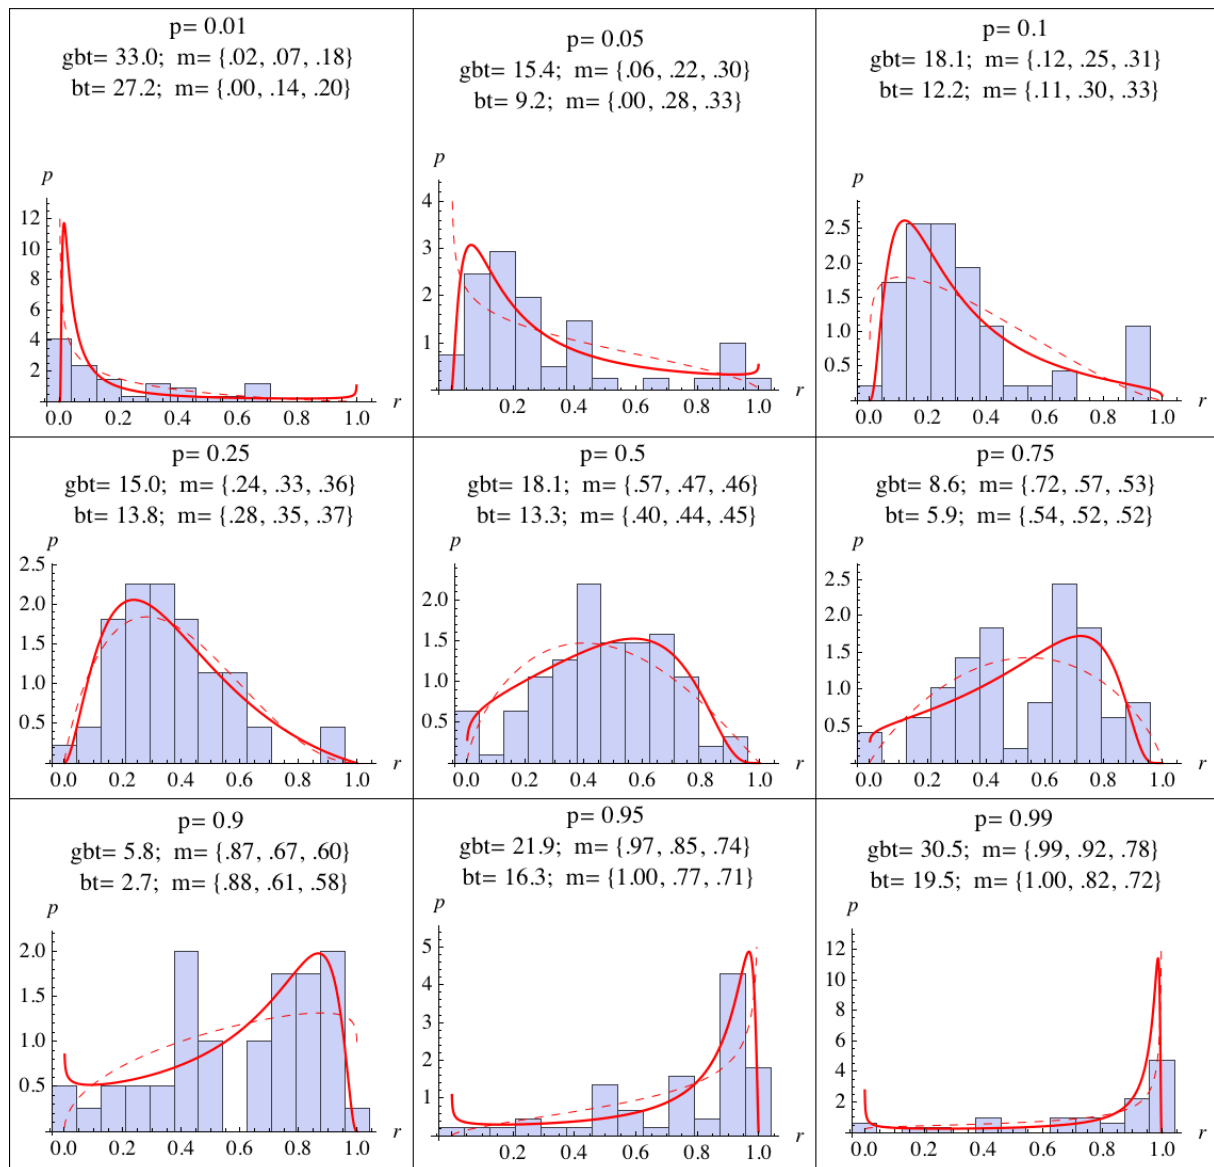 p= 0.01
gbt= 33.0; m= {.02, .07, .18}
bt= 27.2; m= {.00, .14, .20}
p
12
10
8
6
4
2
0.0 0.2 0.4 0.6 0.8 1.0 r
p= 0.05
gbt= 15.4; m= {.06, .22, .30}
bt= 9.2; m= {.00, .28, .33}
p
4
3
2
1
0.2 0.4 0.6 0.8 1.0 r
p= 0.1
gbt= 18.1; m= {.12, .25, .31}
bt= 12.2; m= {.11, .30, .33}
p
2.5
2.0
1.5
1.0
0.5
0.0 0.2 0.4 0.6 0.8 1.0 r
p= 0.25
gbt= 15.0; m= {.24, .33, .36}
bt= 13.8; m= {.28, .35, .37}
p
2.5
2.0
1.5
1.0
0.5
0.0 0.2 0.4 0.6 0.8 1.0 r
p= 0.5
gbt= 18.1; m= {.57, .47, .46}
bt= 13.3; m= {.40, .44, .45}
p
2.0
1.5
1.0
0.5
0.0 0.2 0.4 0.6 0.8 1.0 r
p= 0.75
gbt= 8.6; m= {.72, .57, .53}
bt= 5.9; m= {.54, .52, .52}
p
2.5
2.0
1.5
1.0
0.5
0.0 0.2 0.4 0.6 0.8 1.0 r
p= 0.9
gbt= 5.8; m= {.87, .67, .60}
bt= 2.7; m= {.88, .61, .58}
p
2.0
1.5
1.0
0.5
0.0 0.2 0.4 0.6 0.8 1.0 r
p= 0.95
gbt= 21.9; m= {.97, .85, .74}
bt= 16.3; m= {1.00, .77, .71}
p
5
4
3
2
1
0.0 0.2 0.4 0.6 0.8 1.0 r
p= 0.99
gbt= 30.5; m= {.99, .92, .78}
bt= 19.5; m= {1.00, .82, .72}
p
12
10
8
6
4
2
0.0 0.2 0.4 0.6 0.8 1.0 r